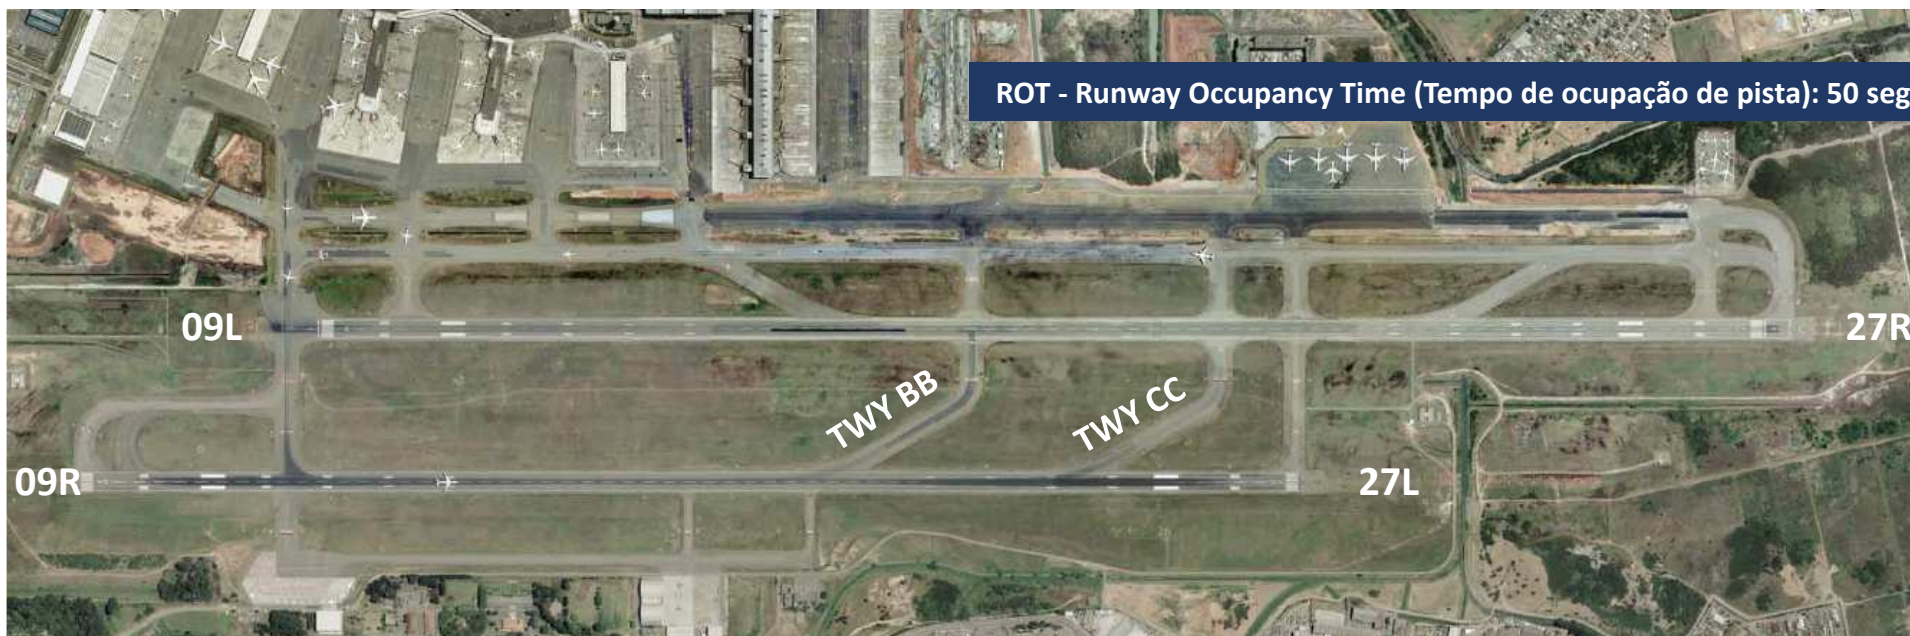 ROT - Runway Occupancy Time (Tempo de ocupação de pista): 50 seg
09L
27R
TWY BB
TWY CC
09R
27L